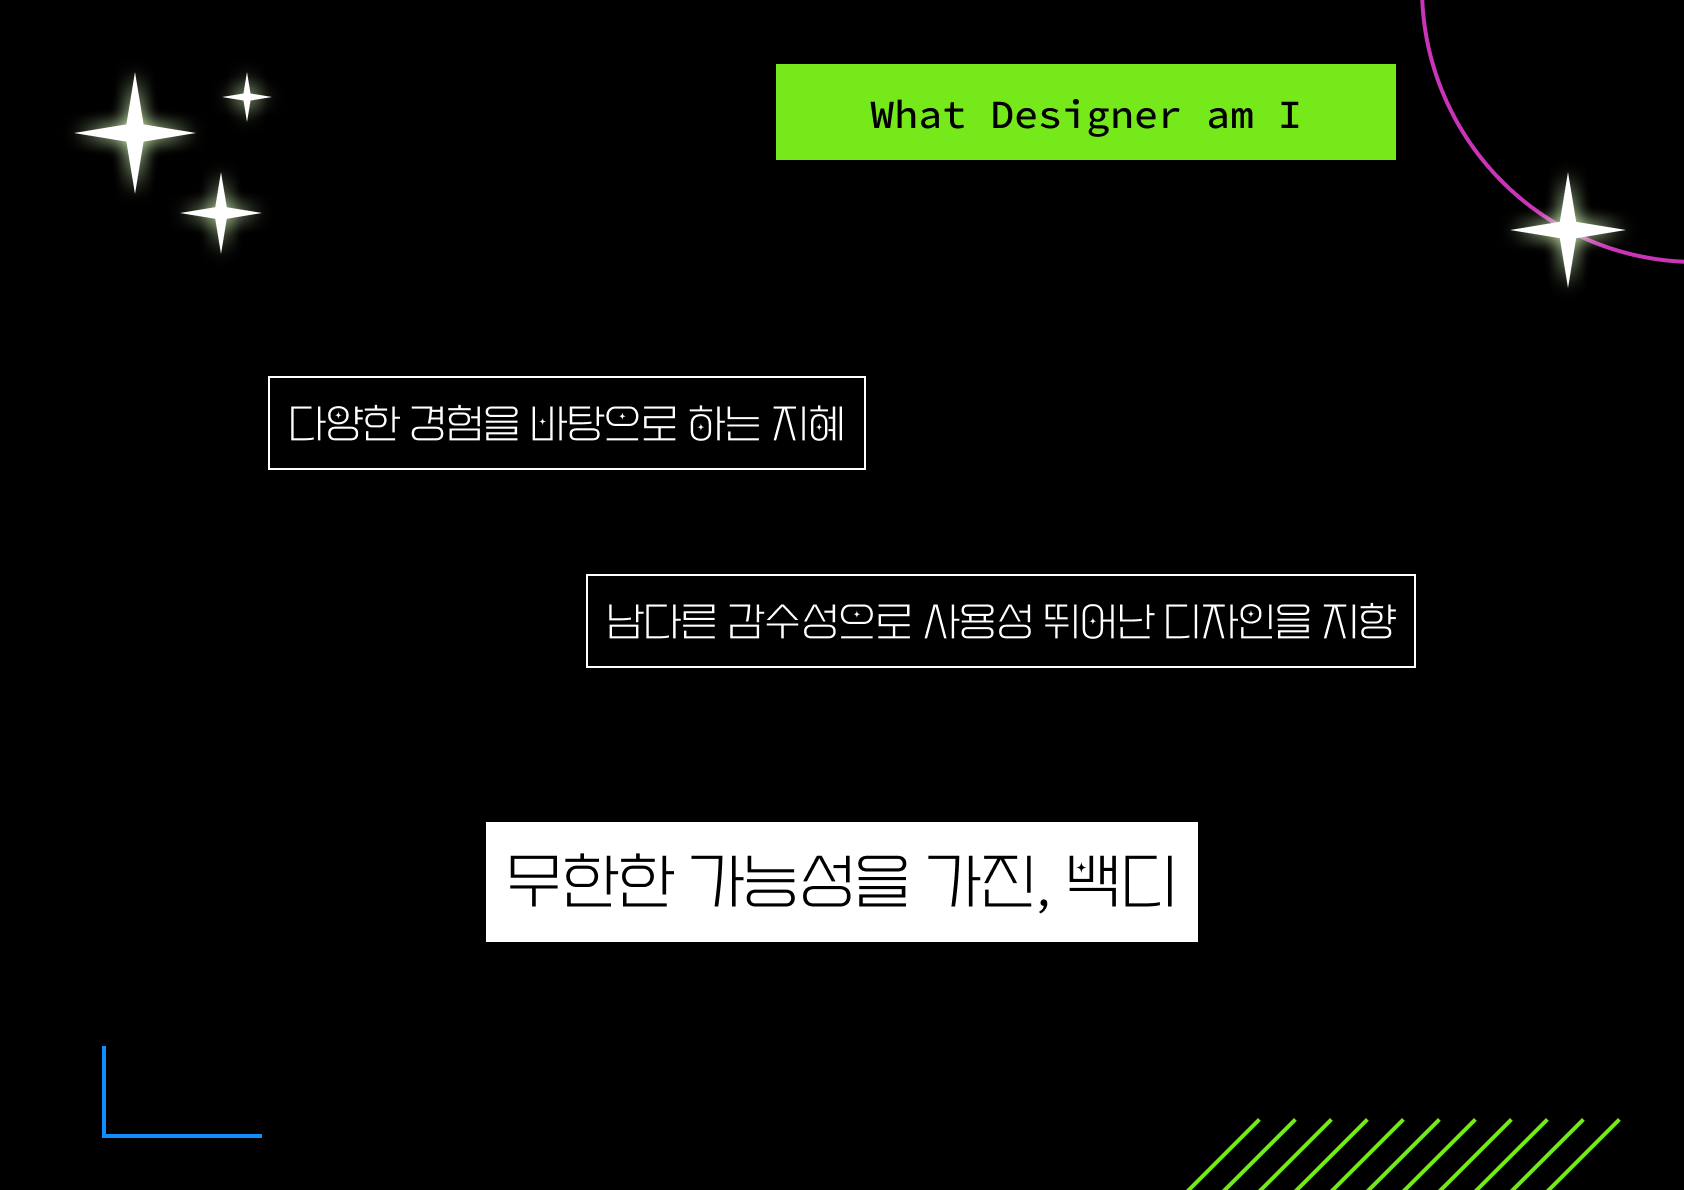 What Designer am I
다양한 경험을 바탕으로 하는 지혜
남다른 감수성으로 사용성 뛰어난 디자인을 지향
무한한 가능성을 가진, 백디